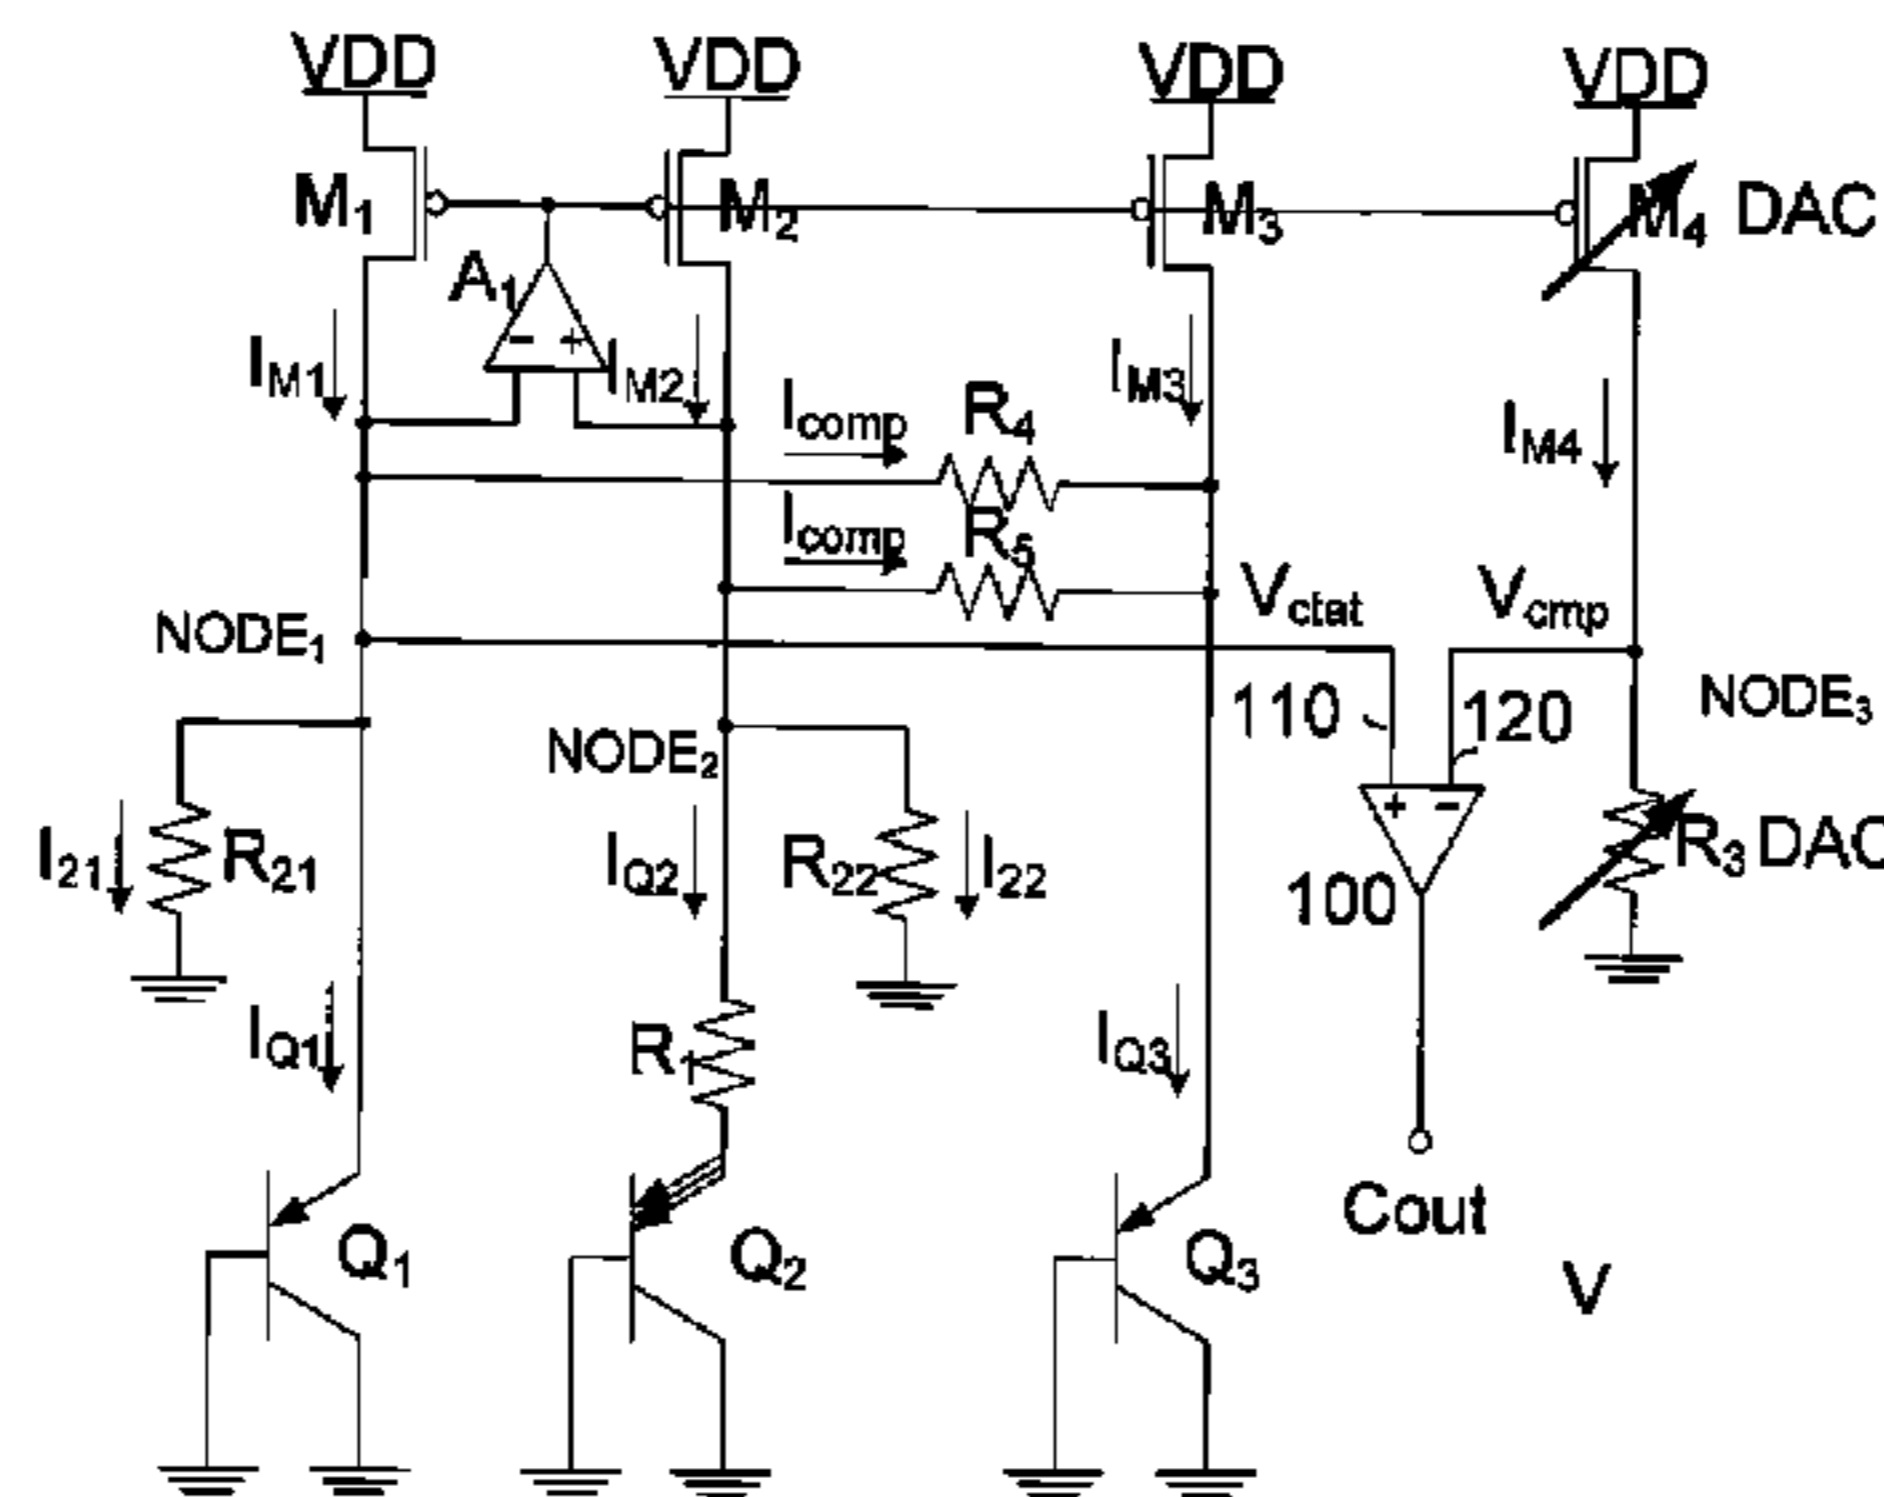 VDD VDD VDD VDD
M1 M2 M3 M4 DAC
A1
- +
IM1 IM2 IM3 IM4
Icomp R4
Icomp R5
Vctat Vcmp
NODE1
110 120 NODE3
NODE2
+ -
I21 R21 IQ2 R22 I22 R3 DAC
100
IQ1 R1 IQ3
Cout
Q1 Q2 Q3
V